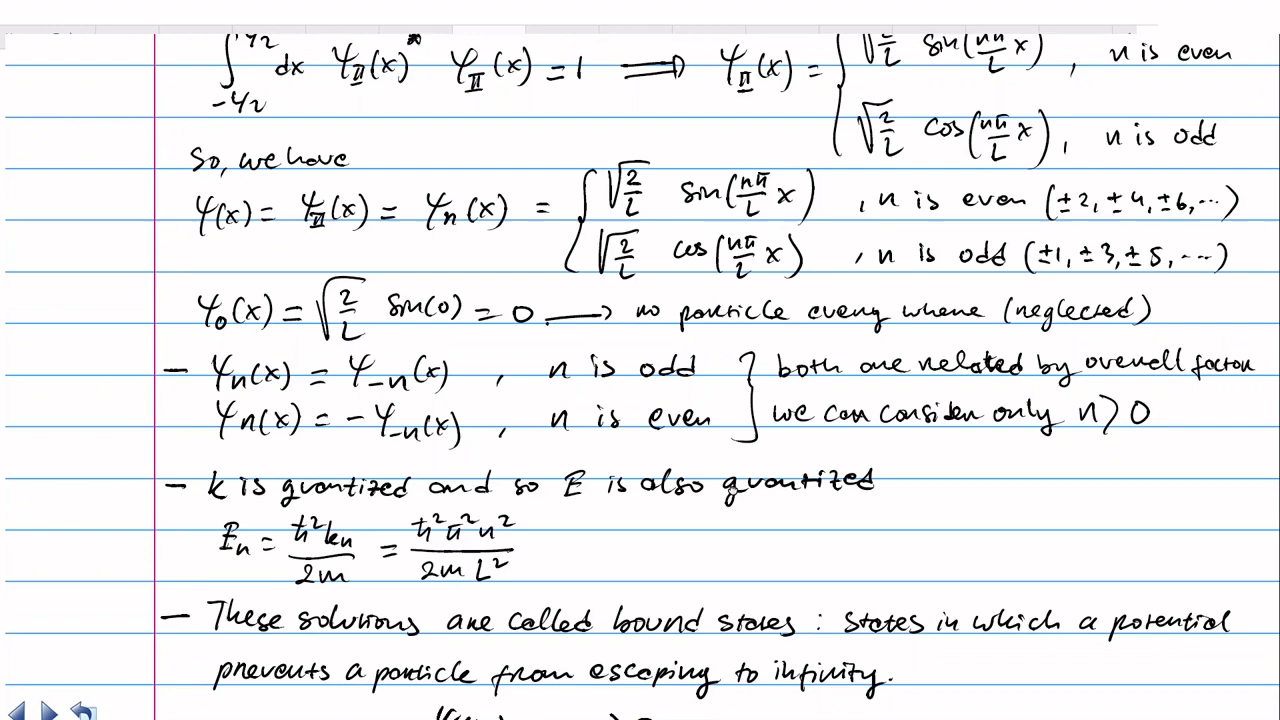 ∫_{-L/2}^{L/2} dx Ψ_II(x)* Ψ_II(x) = 1 ⟹ Ψ_II(x) = { √(2/L) sin(nπ/L x), n is even
√(2/L) cos(nπ/L x), n is odd
So, we have
Ψ(x) = Ψ_II(x) = Ψ_n(x) = { √(2/L) sin(nπ/L x), n is even (±2, ±4, ±6, ...)
√(2/L) cos(nπ/L x), n is odd (±1, ±3, ±5, ...)
Ψ_0(x) = √(2/L) sin(0) = 0 ⟶ no particle every where (neglected)
- Ψ_n(x) = Ψ_{-n}(x), n is odd } both are related by overall factor
Ψ_n(x) = -Ψ_{-n}(x), n is even } we can consider only n > 0
- k is quantized and so E is also quantized
E_n = ħ²k_n / 2m = ħ²π²n² / 2mL²
- These solutions are called bound states : states in which a potential
prevents a particle from escaping to infinity.